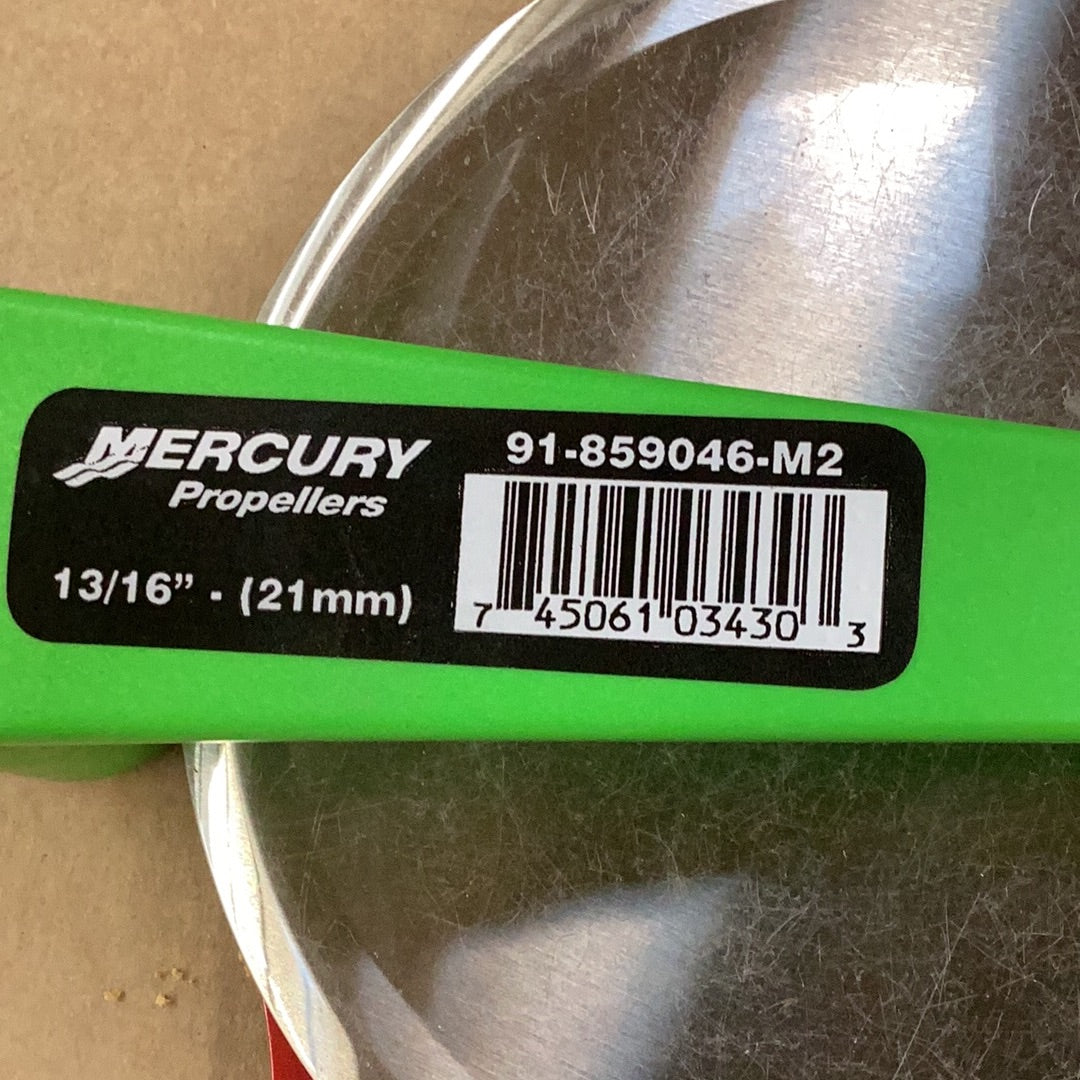 MERCURY
Propellers
91-859046-M2
13/16” - (21mm)
7 45061 03430 3